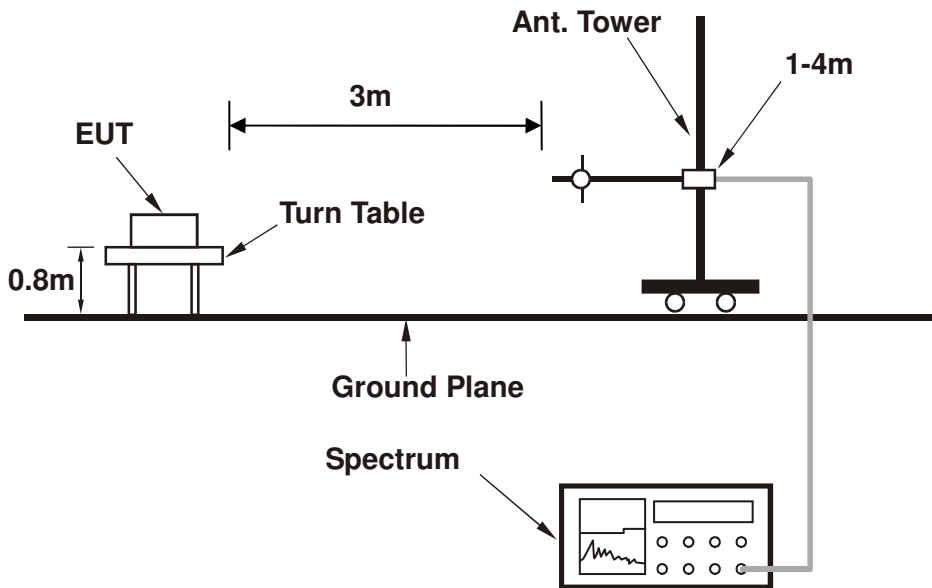 Ant. Tower
1-4m
3m
EUT
Turn Table
0.8m
Ground Plane
Spectrum